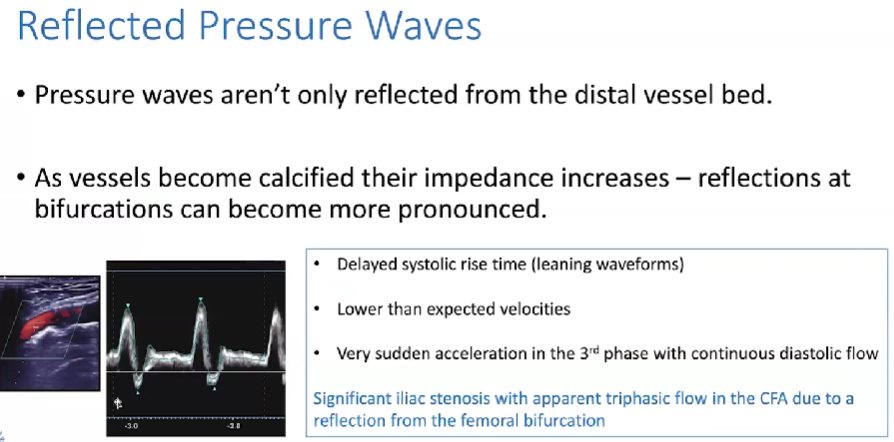 Reflected Pressure Waves
• Pressure waves aren't only reflected from the distal vessel bed.
• As vessels become calcified their impedance increases – reflections at
bifurcations can become more pronounced.
• Delayed systolic rise time (leaning waveforms)
• Lower than expected velocities
• Very sudden acceleration in the 3rd phase with continuous diastolic flow
Significant iliac stenosis with apparent triphasic flow in the CFA due to a
reflection from the femoral bifurcation
-3.0
-2.8